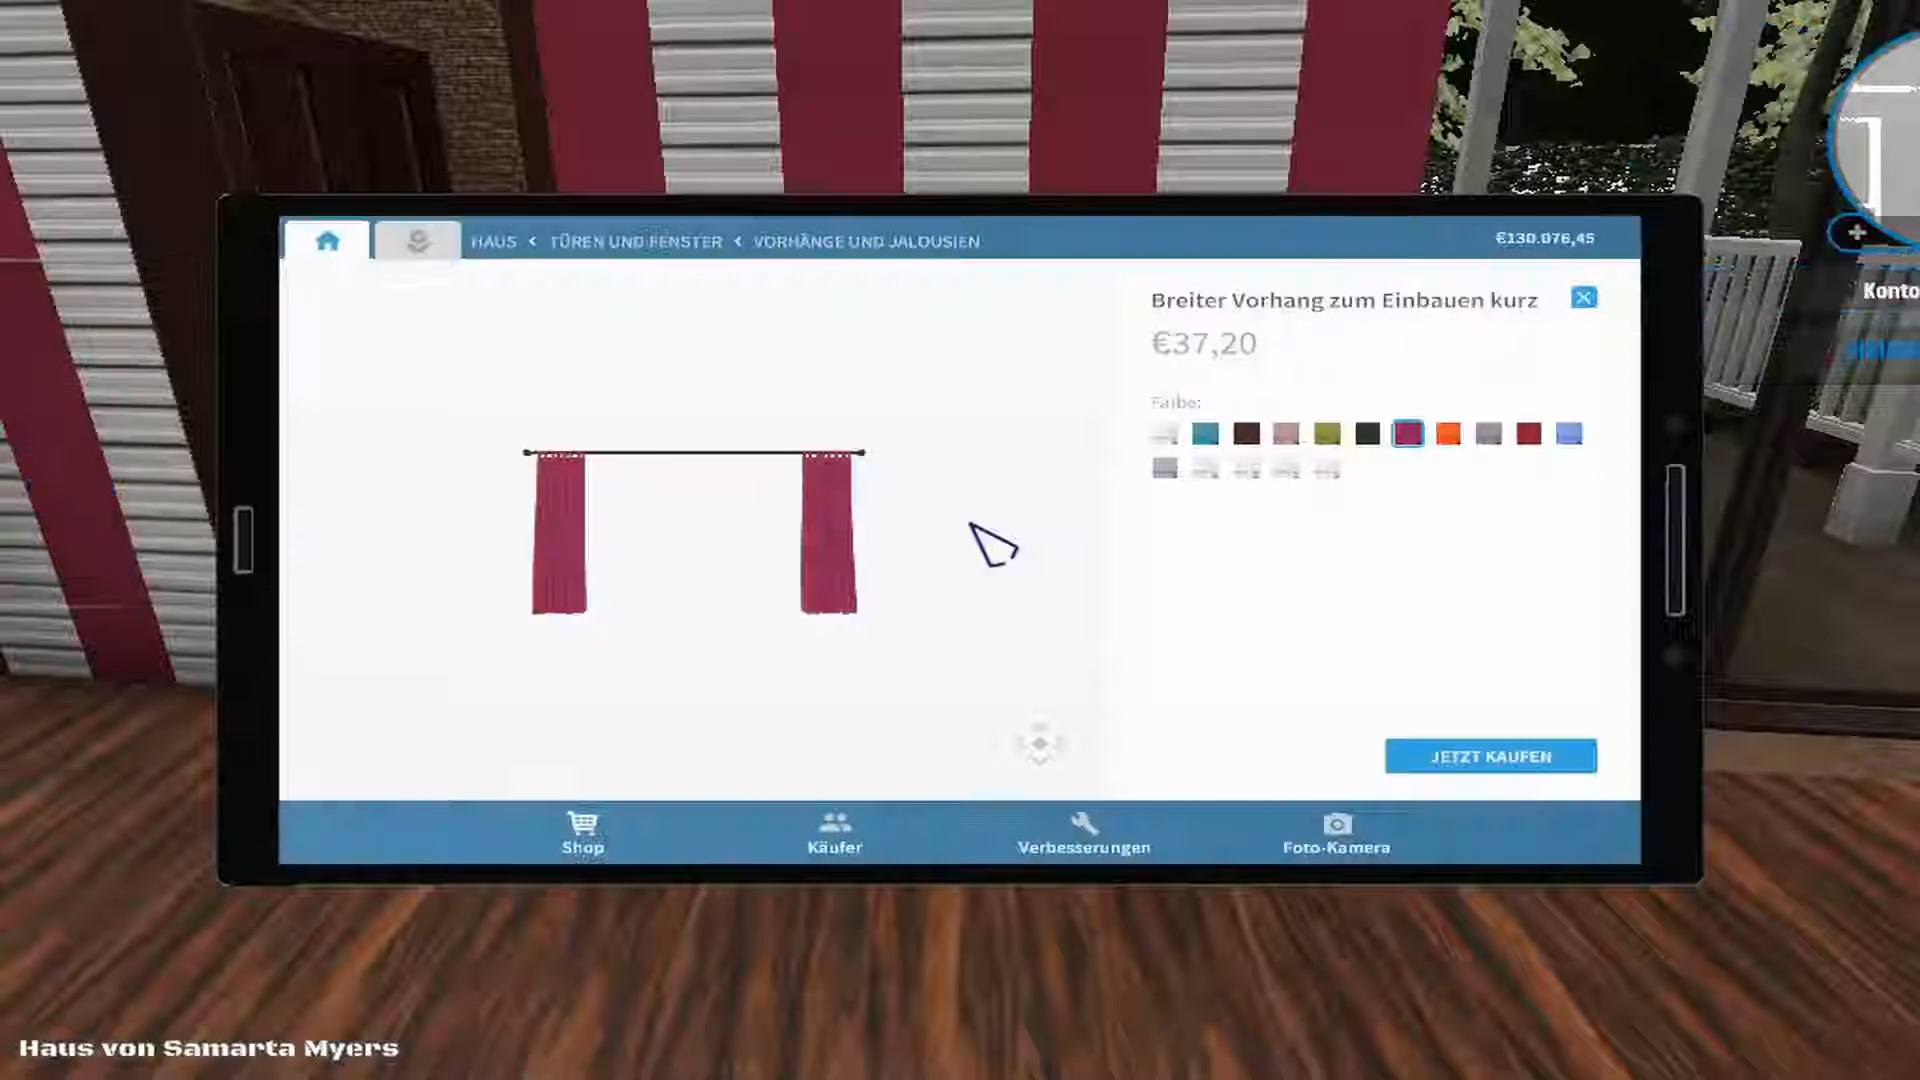 HAUS < TÜREN UND FENSTER < VORHÄNGE UND JALOUSIEN
€130.076,45
Breiter Vorhang zum Einbauen kurz
€37,20
Farbe:
Konto
JETZT KAUFEN
Shop
Käufer
Verbesserungen
Foto-Kamera
Haus von Samarta Myers